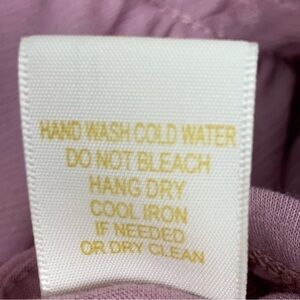 HAND WASH COLD WATER
DO NOT BLEACH
HANG DRY
COOL IRON
IF NEEDED
OR DRY CLEAN